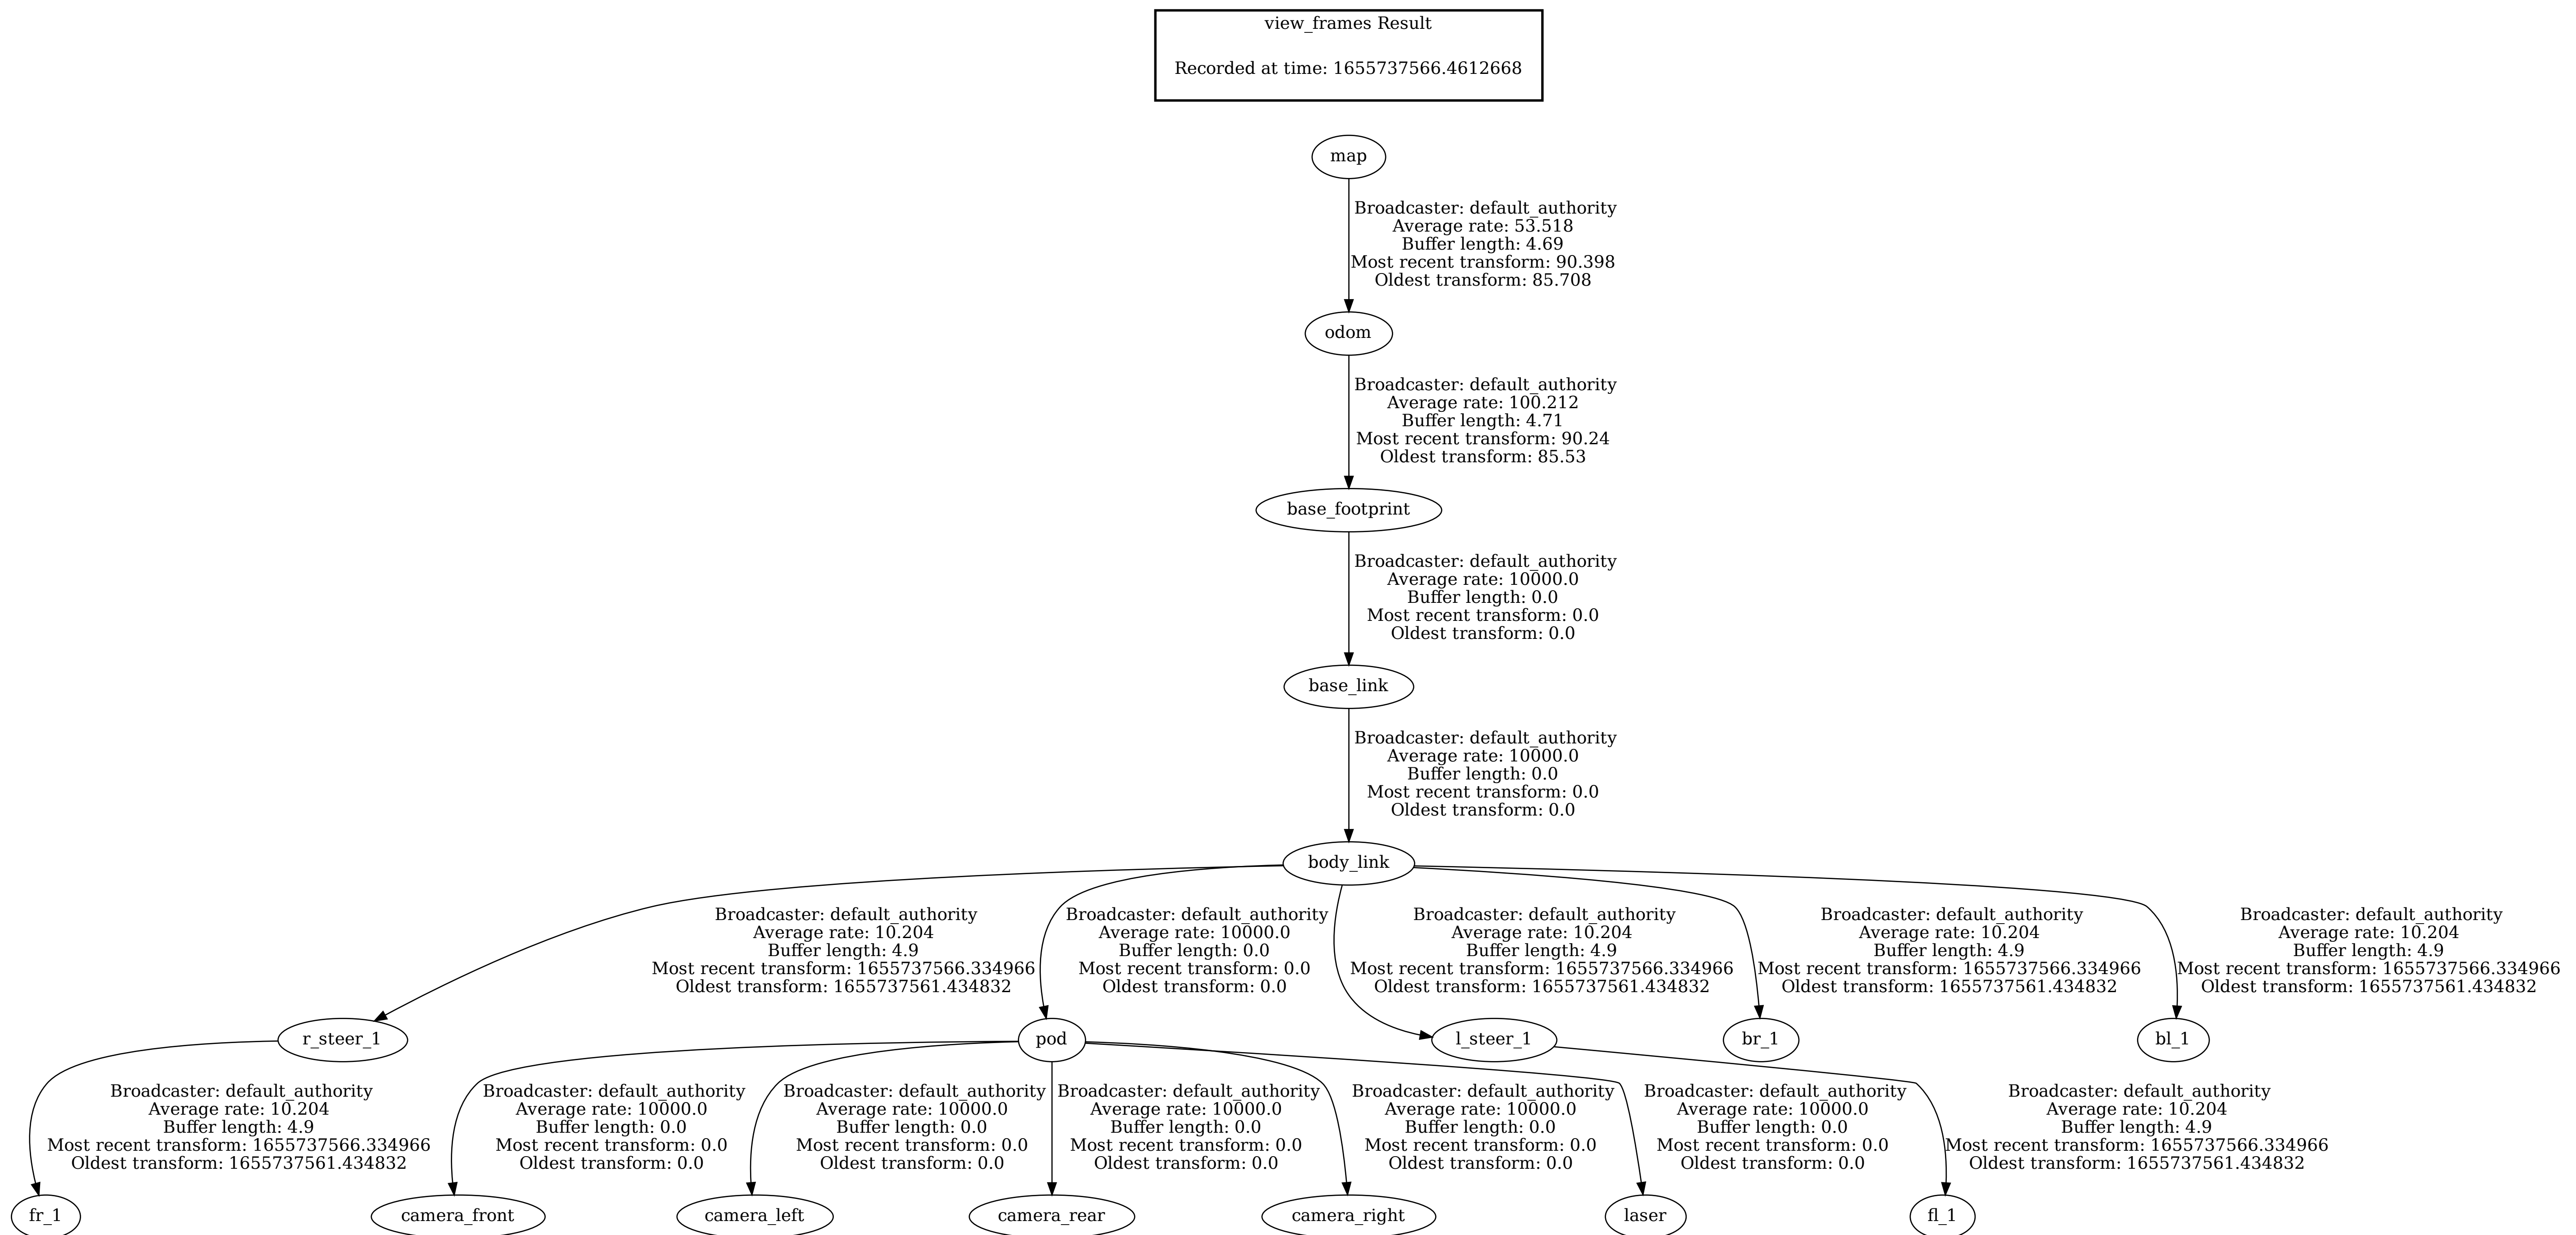 view_frames Result
Recorded at time: 1655737566.4612668
map
Broadcaster: default_authority
Average rate: 53.518
Buffer length: 4.69
Most recent transform: 90.398
Oldest transform: 85.708
odom
Broadcaster: default_authority
Average rate: 100.212
Buffer length: 4.71
Most recent transform: 90.24
Oldest transform: 85.53
base_footprint
Broadcaster: default_authority
Average rate: 10000.0
Buffer length: 0.0
Most recent transform: 0.0
Oldest transform: 0.0
base_link
Broadcaster: default_authority
Average rate: 10000.0
Buffer length: 0.0
Most recent transform: 0.0
Oldest transform: 0.0
body_link
Broadcaster: default_authority
Average rate: 10.204
Buffer length: 4.9
Most recent transform: 1655737566.334966
Oldest transform: 1655737561.434832
Broadcaster: default_authority
Average rate: 10000.0
Buffer length: 0.0
Most recent transform: 0.0
Oldest transform: 0.0
Broadcaster: default_authority
Average rate: 10.204
Buffer length: 4.9
Most recent transform: 1655737566.334966
Oldest transform: 1655737561.434832
Broadcaster: default_authority
Average rate: 10.204
Buffer length: 4.9
Most recent transform: 1655737566.334966
Oldest transform: 1655737561.434832
Broadcaster: default_authority
Average rate: 10.204
Buffer length: 4.9
Most recent transform: 1655737566.334966
Oldest transform: 1655737561.434832
r_steer_1
pod
l_steer_1
br_1
bl_1
Broadcaster: default_authority
Average rate: 10.204
Buffer length: 4.9
Most recent transform: 1655737566.334966
Oldest transform: 1655737561.434832
Broadcaster: default_authority
Average rate: 10000.0
Buffer length: 0.0
Most recent transform: 0.0
Oldest transform: 0.0
Broadcaster: default_authority
Average rate: 10000.0
Buffer length: 0.0
Most recent transform: 0.0
Oldest transform: 0.0
Broadcaster: default_authority
Average rate: 10000.0
Buffer length: 0.0
Most recent transform: 0.0
Oldest transform: 0.0
Broadcaster: default_authority
Average rate: 10000.0
Buffer length: 0.0
Most recent transform: 0.0
Oldest transform: 0.0
Broadcaster: default_authority
Average rate: 10000.0
Buffer length: 0.0
Most recent transform: 0.0
Oldest transform: 0.0
Broadcaster: default_authority
Average rate: 10.204
Buffer length: 4.9
Most recent transform: 1655737566.334966
Oldest transform: 1655737561.434832
fr_1
camera_front
camera_left
camera_rear
camera_right
laser
fl_1